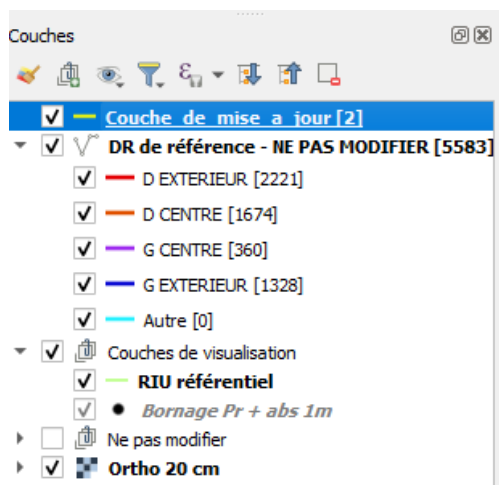 Couches
Couche_de_mise_a_jour [2]
DR de référence - NE PAS MODIFIER [5583]
D EXTERIEUR [2221]
D CENTRE [1674]
G CENTRE [360]
G EXTERIEUR [1328]
Autre [0]
Couches de visualisation
RIU référentiel
Bornage Pr + abs 1m
Ne pas modifier
Ortho 20 cm